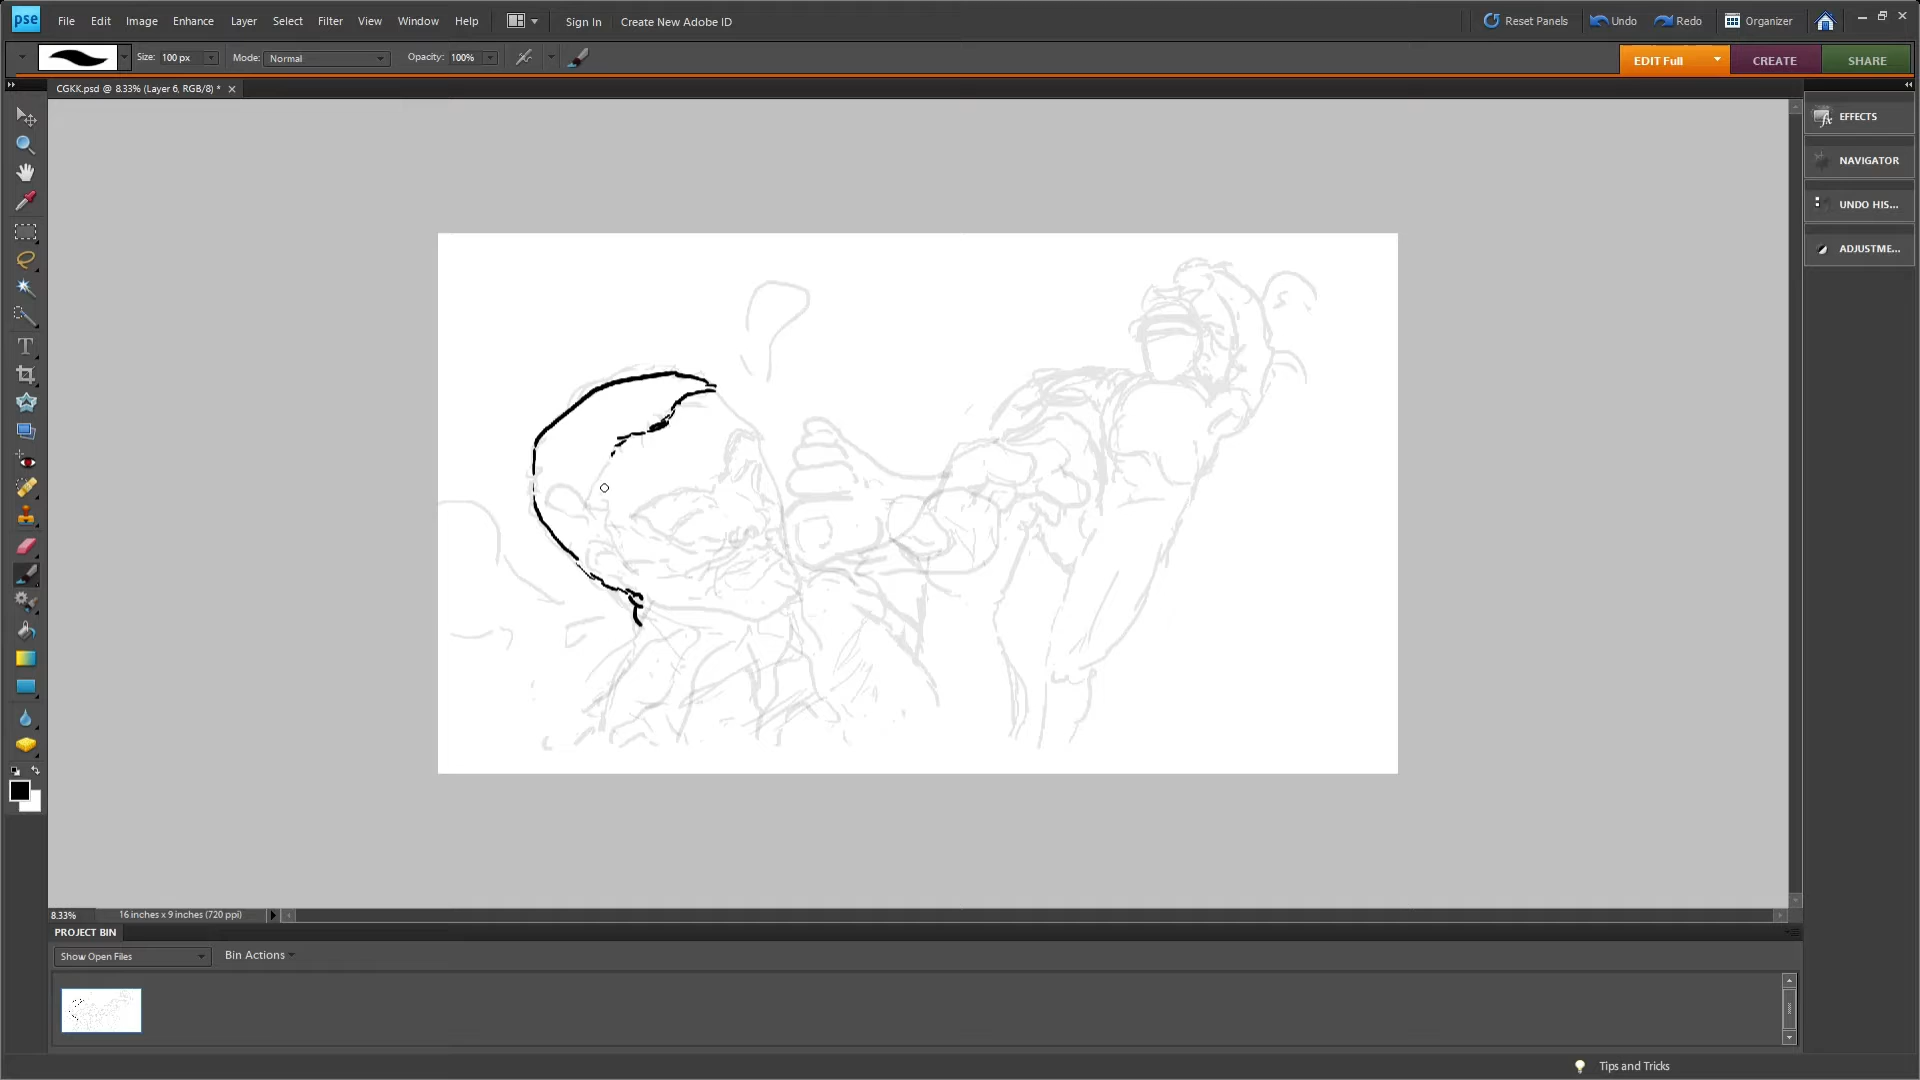 pse File Edit Image Enhance Layer Select Filter View Window Help Sign In Create New Adobe ID Reset Panels Undo Redo Organizer
Size: 100 px Mode: Normal Opacity: 100% EDIT Full CREATE SHARE
CGKK.psd @ 8.33% (Layer 6, RGB/8) *
EFFECTS
NAVIGATOR
UNDO HIS...
ADJUSTME...
8.33% 16 inches x 9 inches (720 ppi)
PROJECT BIN
Show Open Files Bin Actions
Tips and Tricks